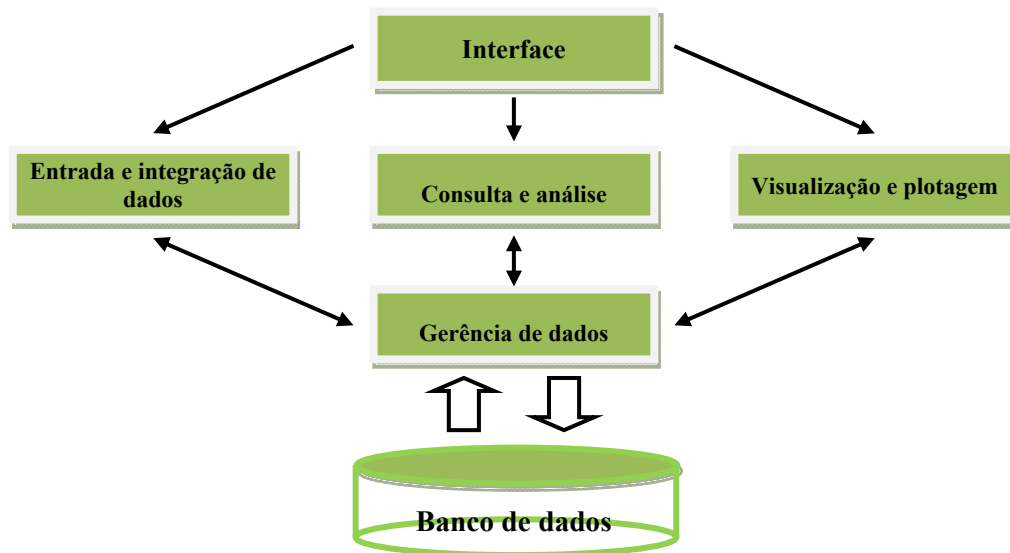 Interface
Entrada e integração de
dados
Consulta e análise
Visualização e plotagem
Gerência de dados
Banco de dados